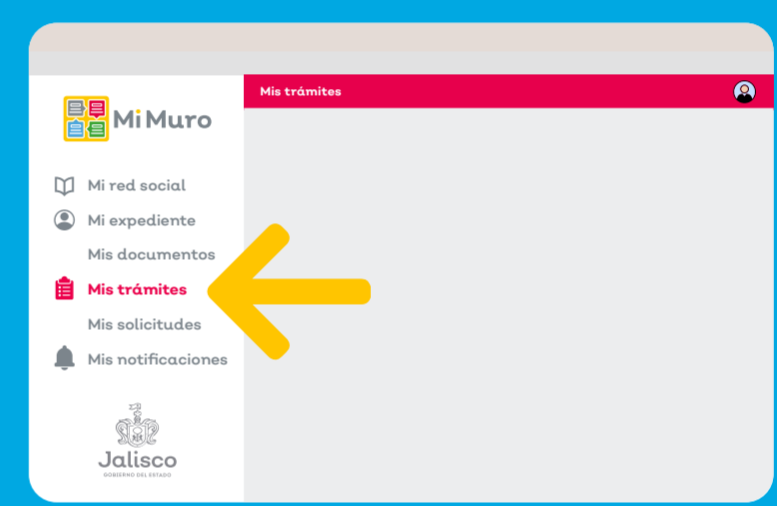 Mis trámites
Mi Muro
Mi red social
Mi expediente
Mis documentos
Mis trámites
Mis solicitudes
Mis notificaciones
Jalisco
GOBIERNO DEL ESTADO